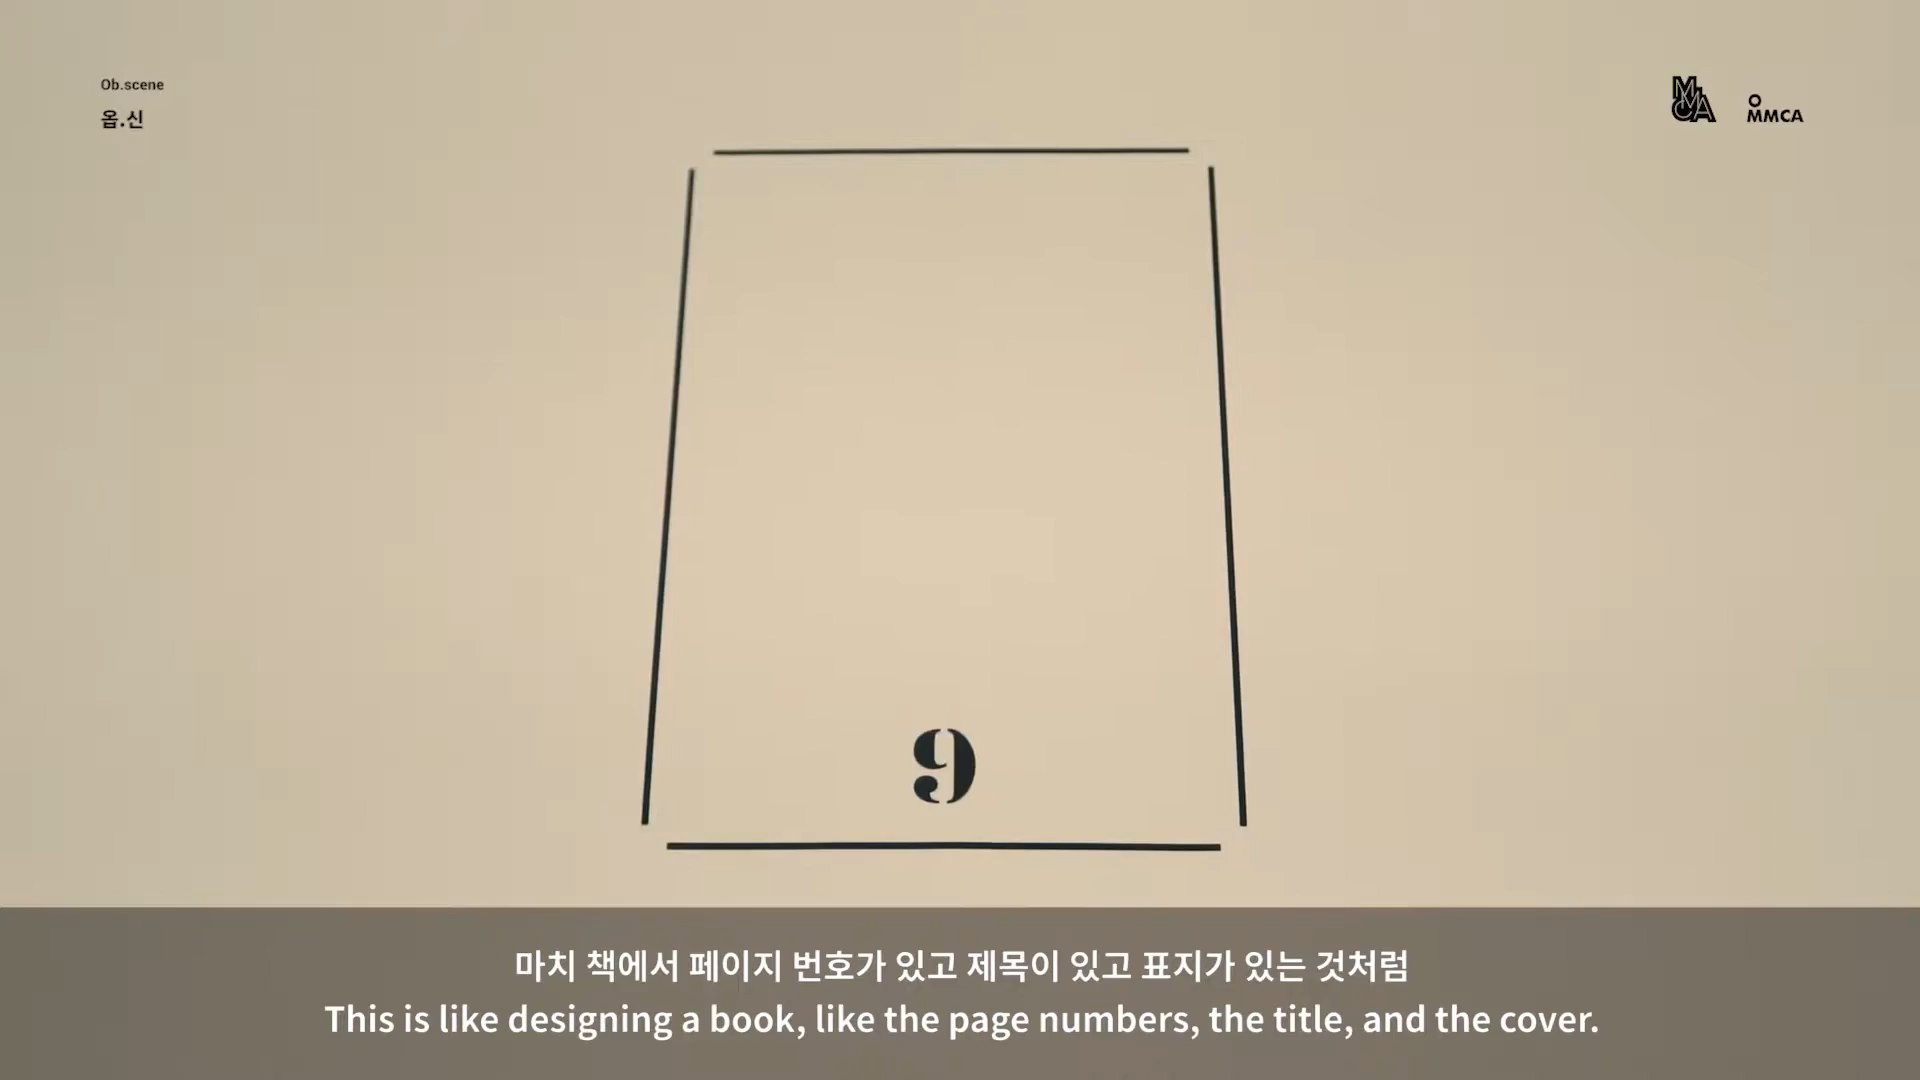 Ob.scene
옵.신
MMCA
MMCA
9
마치 책에서 페이지 번호가 있고 제목이 있고 표지가 있는 것처럼
This is like designing a book, like the page numbers, the title, and the cover.